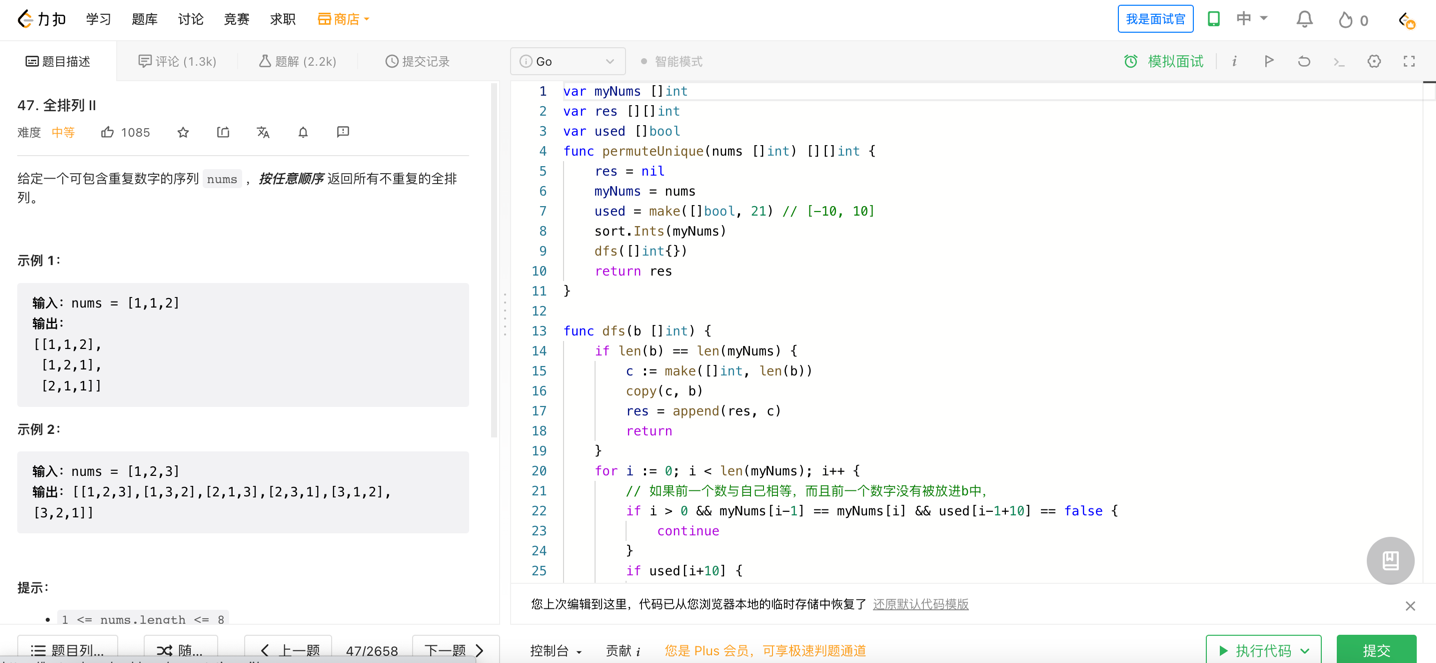 力扣 学习 题库 讨论 竞赛 求职 商店 我是面试官 中 0
题目描述 评论 (1.3k) 题解 (2.2k) 提交记录
47. 全排列 II
难度 中等 1085
给定一个可包含重复数字的序列 nums ，按任意顺序 返回所有不重复的全排
列。
示例 1：
输入：nums = [1,1,2]
输出：
[[1,1,2],
 [1,2,1],
 [2,1,1]]
示例 2：
输入：nums = [1,2,3]
输出：[[1,2,3],[1,3,2],[2,1,3],[2,3,1],[3,1,2],
[3,2,1]]
提示：
• 1 <= nums.length <= 8
题目列... 随... 上一题 47/2658 下一题
i Go 智能模式 模拟面试 i
1 var myNums []int
2 var res [][]int
3 var used []bool
4 func permuteUnique(nums []int) [][]int {
5     res = nil
6     myNums = nums
7     used = make([]bool, 21) // [-10, 10]
8     sort.Ints(myNums)
9     dfs([]int{})
10     return res
11 }
12
13 func dfs(b []int) {
14     if len(b) == len(myNums) {
15         c := make([]int, len(b))
16         copy(c, b)
17         res = append(res, c)
18         return
19     }
20     for i := 0; i < len(myNums); i++ {
21         // 如果前一个数与自己相等，而且前一个数字没有被放进b中，
22         if i > 0 && myNums[i-1] == myNums[i] && used[i-1+10] == false {
23             continue
24         }
25         if used[i+10] {
您上次编辑到这里，代码已从您浏览器本地的临时存储中恢复了 还原默认代码模版
控制台 贡献 i 您是 Plus 会员，可享极速判题通道 执行代码 提交